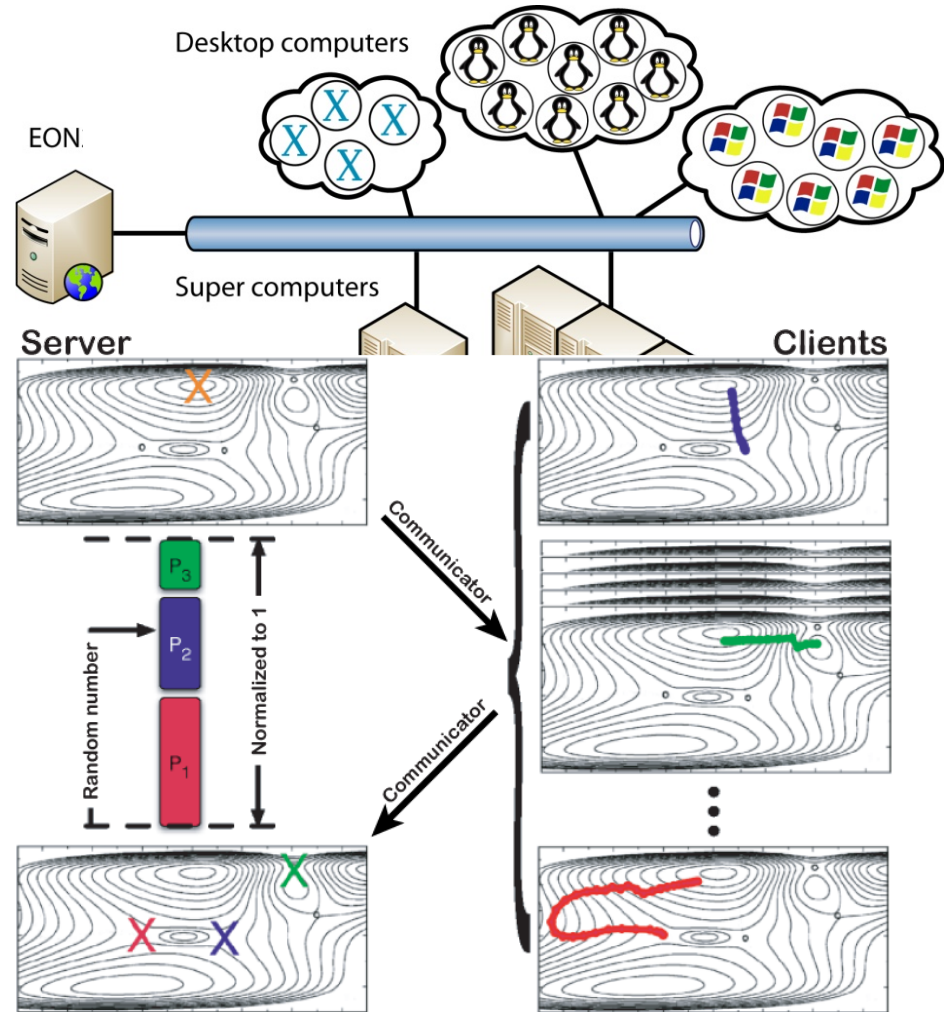 Desktop computers
EON.
X
X
X
X
Super computers
Server
Clients
X
Communicator
P3
P2
P1
Random number
Normalized to 1
Communicator
X
X
X